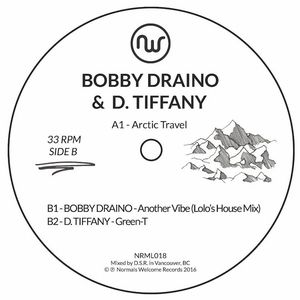 nw
BOBBY DRAINO
& D. TIFFANY
A1 - Arctic Travel
33 RPM
SIDE B
B1 - BOBBY DRAINO - Another Vibe (Lolo's House Mix)
B2 - D. TIFFANY - Green-T
NRML018
Mixed by D.S.R. in Vancouver, BC
© ℗ Normals Welcome Records 2016